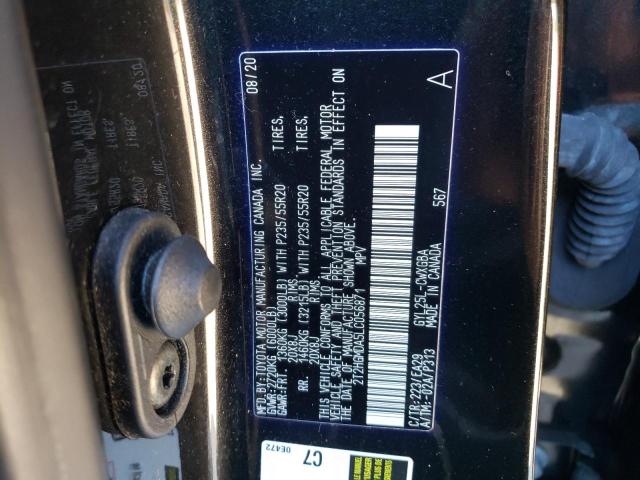 MFD.BY:TOYOTA MOTOR MANUFACTURING CANADA INC. 08/20
GVWR:2720KG(6000LB)
GAWR:FRT. 1360KG(3000LB) WITH P235/55R20 TIRES,
20X8J RIMS
RR. 1460KG(3215LB) WITH P235/55R20 TIRES,
20X8J RIMS
THIS VEHICLE CONFORMS TO ALL APPLICABLE FEDERAL MOTOR
VEHICLE SAFETY AND THEFT PREVENTION STANDARDS IN EFFECT ON
THE DATE OF MANUFACTURE SHOWN ABOVE.
2T2HGMDA5LC056871 MPV
567 A
C/TR:223/EA29 GYL25L-CWXGBA
A/TM:-02A/P313 MADE IN CANADA
0E472
C7